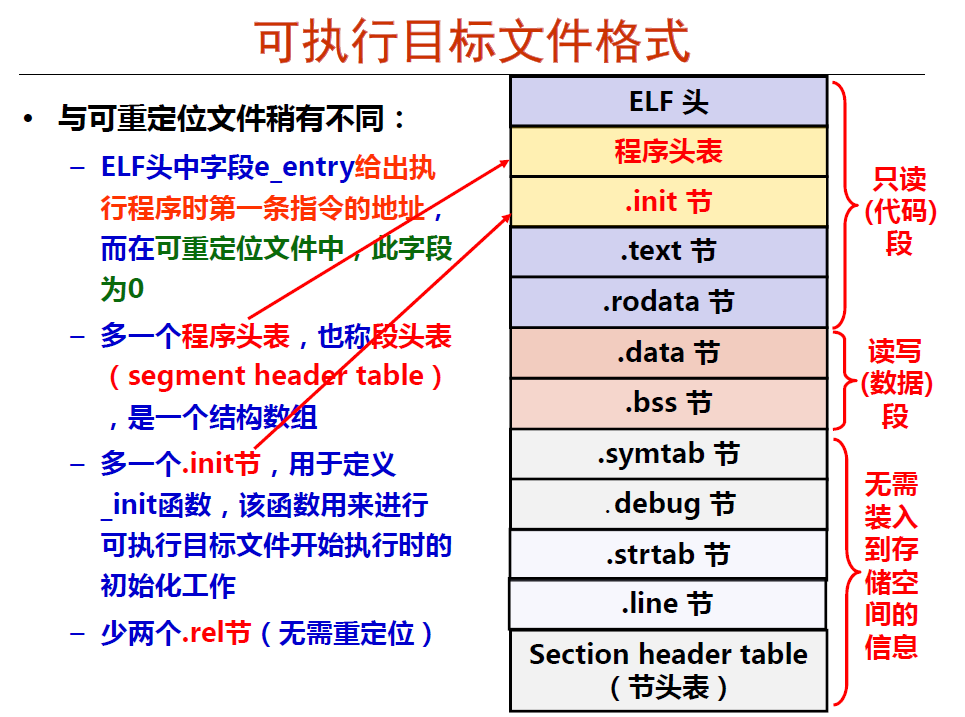 可执行目标文件格式
• 与可重定位文件稍有不同：
– ELF头中字段e_entry给出执
行程序时第一条指令的地址，
而在可重定位文件中，此字段
为0
– 多一个程序头表，也称段头表
（segment header table）
，是一个结构数组
– 多一个.init节，用于定义
_init函数，该函数用来进行
可执行目标文件开始执行时的
初始化工作
– 少两个.rel节（无需重定位）
ELF 头
程序头表
.init 节
.text 节
.rodata 节
.data 节
.bss 节
.symtab 节
.debug 节
.strtab 节
.line 节
Section header table
（节头表）
只读
(代码)
段
读写
(数据)
段
无需
装入
到存
储空
间的
信息